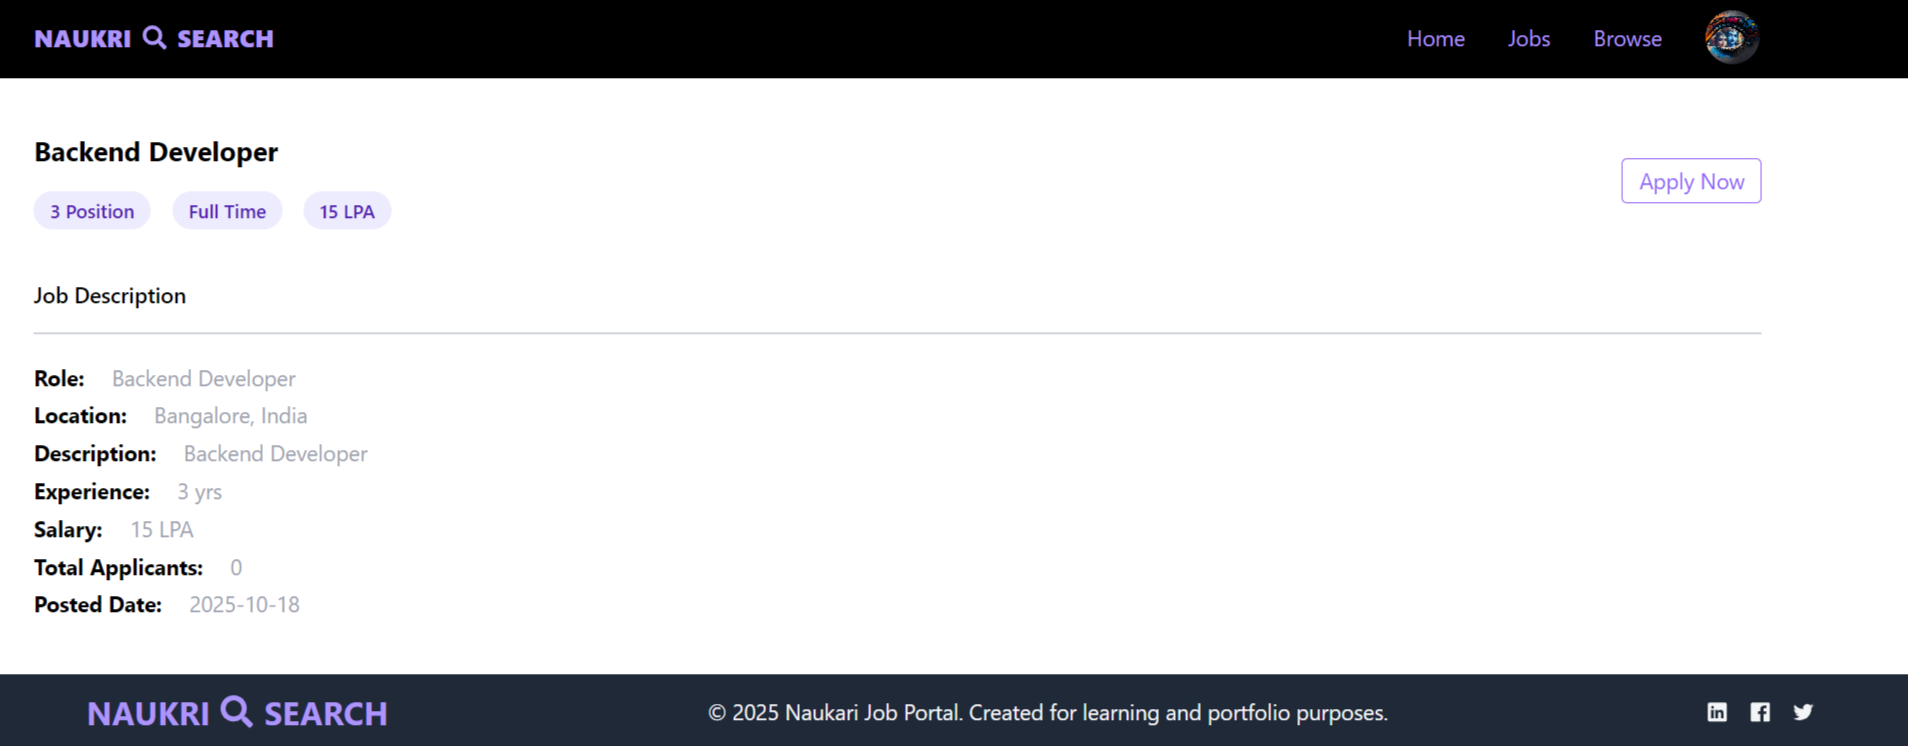 NAUKRI SEARCH Home Jobs Browse
Backend Developer
Apply Now
3 Position Full Time 15 LPA
Job Description
Role: Backend Developer
Location: Bangalore, India
Description: Backend Developer
Experience: 3 yrs
Salary: 15 LPA
Total Applicants: 0
Posted Date: 2025-10-18
NAUKRI SEARCH © 2025 Naukari Job Portal. Created for learning and portfolio purposes.